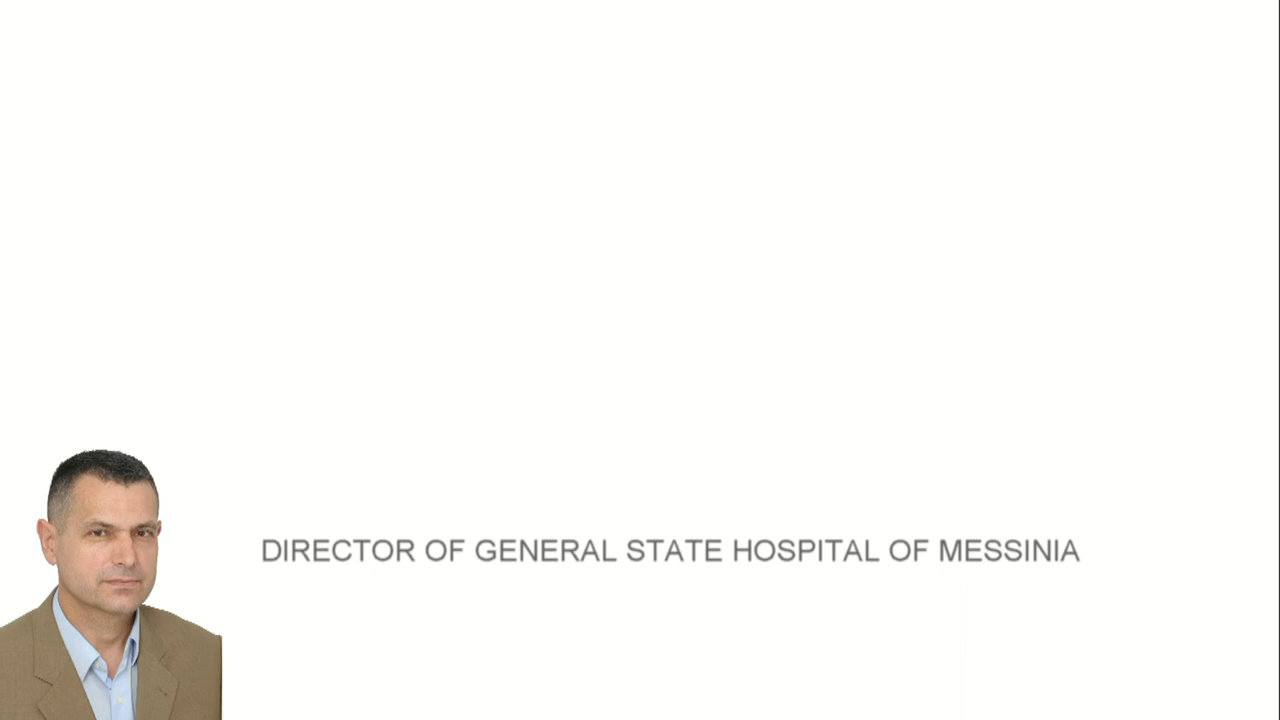 DIRECTOR OF GENERAL STATE HOSPITAL OF MESSINIA